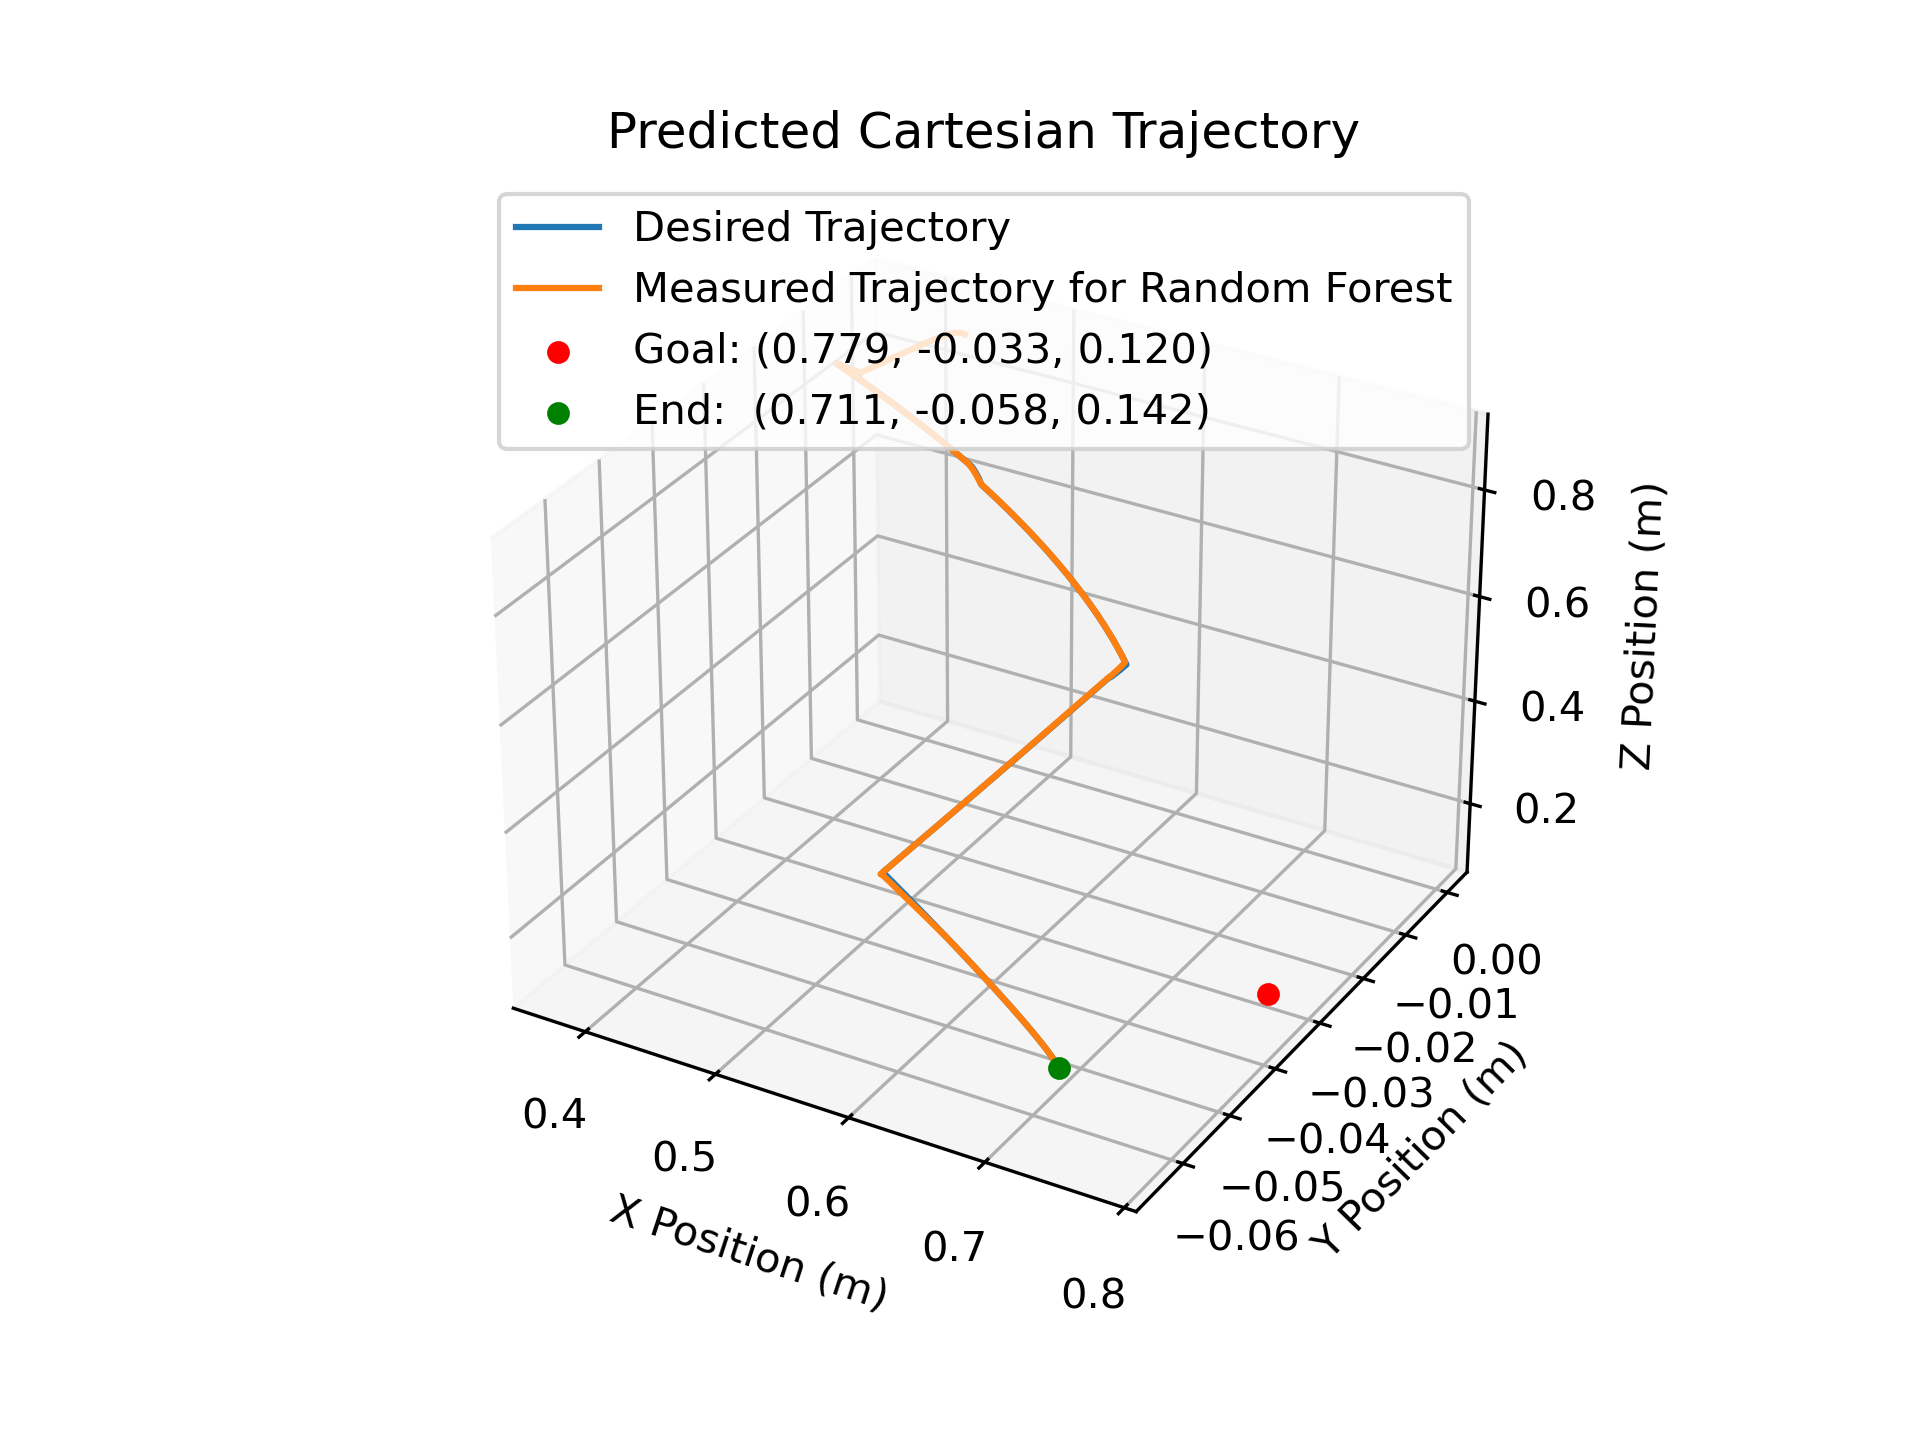 Predicted Cartesian Trajectory
Desired Trajectory
Measured Trajectory for Random Forest
Goal: (0.779, -0.033, 0.120)
End:  (0.711, -0.058, 0.142)
0.8
0.6
0.4
0.2
Z Position (m)
0.00
−0.01
−0.02
−0.03
−0.04
−0.05
−0.06
Y Position (m)
0.4
0.5
0.6
0.7
0.8
X Position (m)